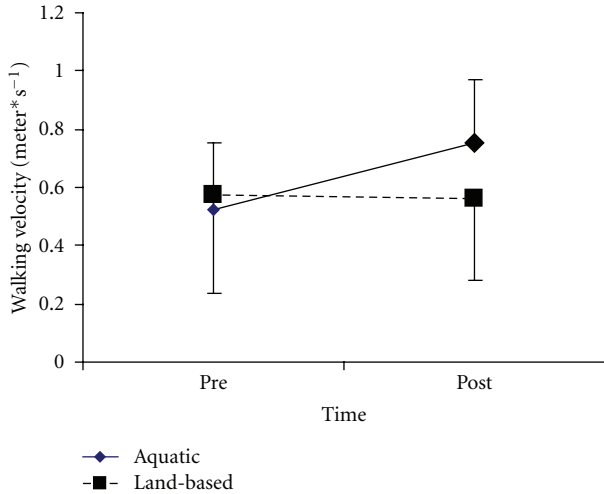 1.2
1
0.8
0.6
0.4
0.2
0
Walking velocity (meter* s⁻¹)
Pre Post
Time
Aquatic
Land-based